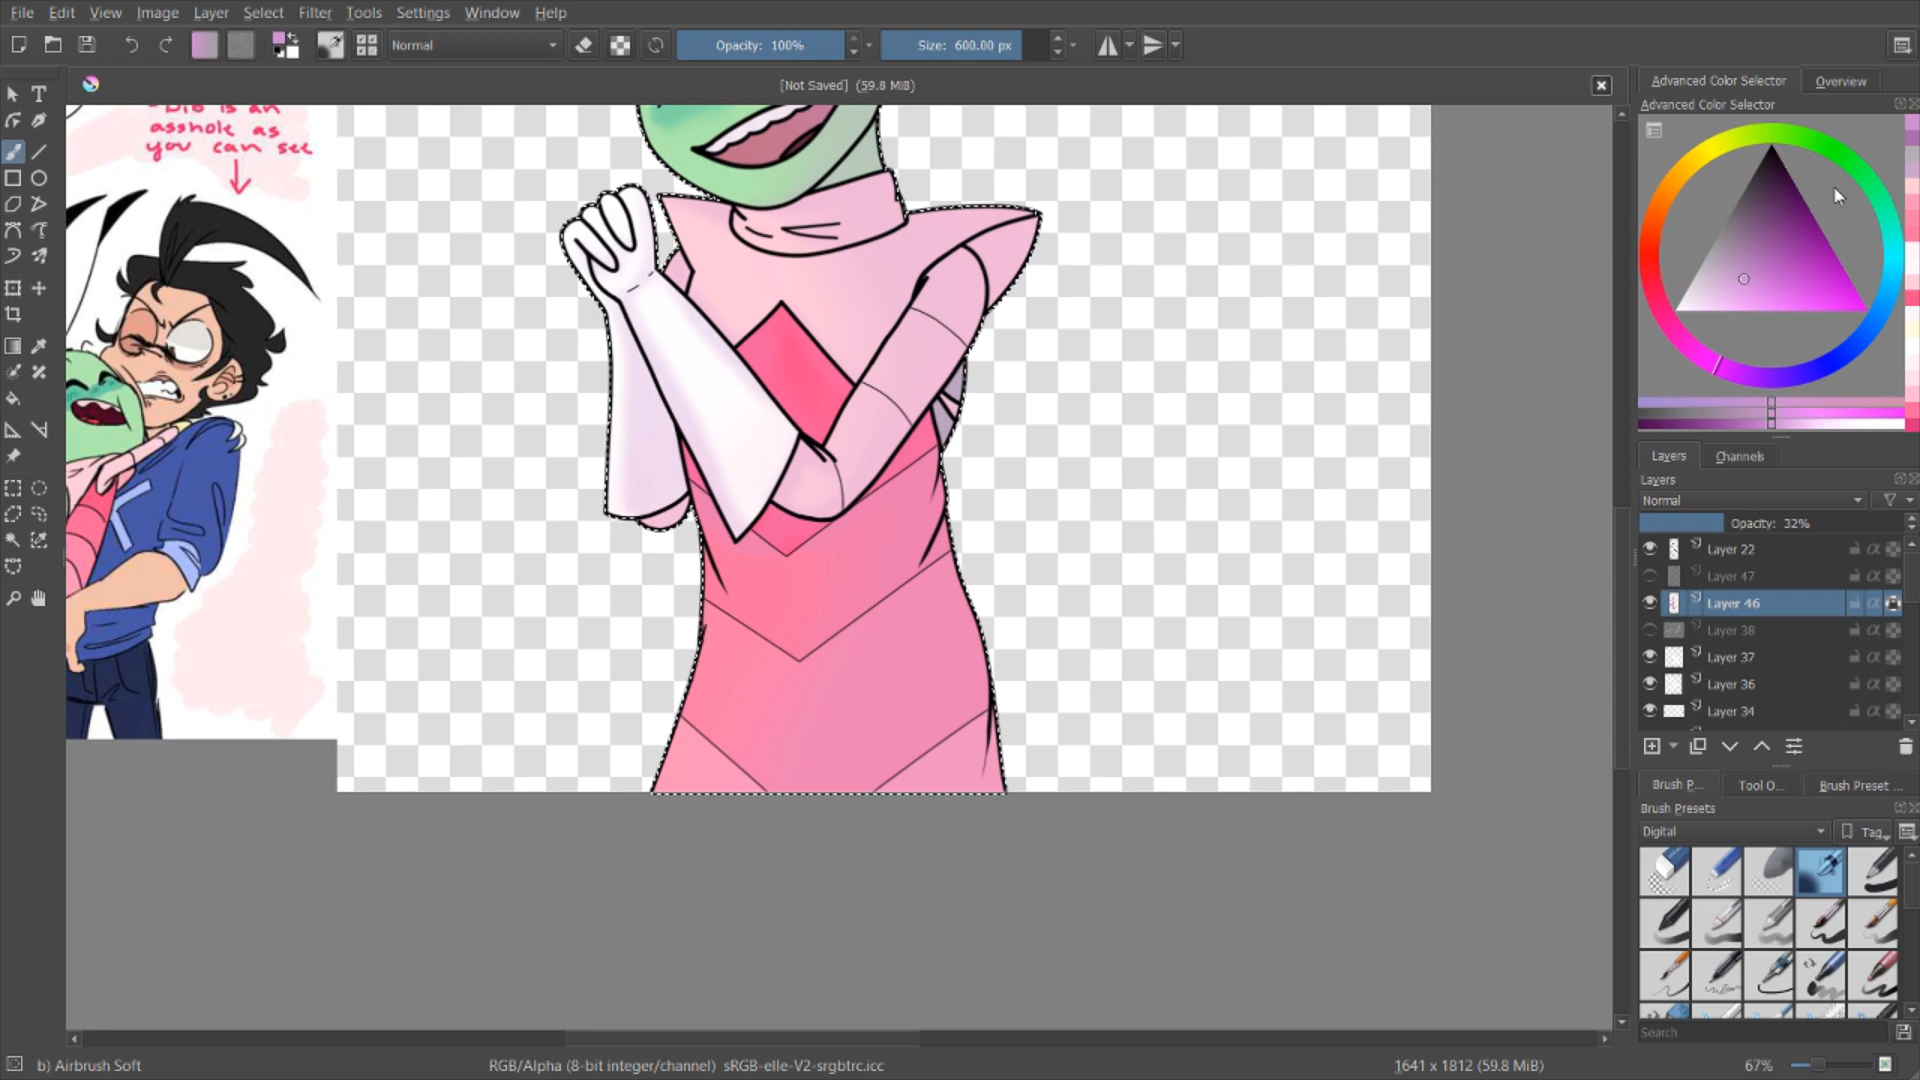 File Edit View Image Layer Select Filter Tools Settings Window Help
Normal Opacity: 100% Size: 600.00 px
[Not Saved] (59.8 MiB)
Advanced Color Selector Overview
Advanced Color Selector
- Dib is an
asshole as
you can see
Layers Channels
Layers
Normal
Opacity: 32%
Layer 22
Layer 47
Layer 46
Layer 38
Layer 37
Layer 36
Layer 34
Brush P... Tool O... Brush Preset ...
Brush Presets
Digital Tag
Search
b) Airbrush Soft RGB/Alpha (8-bit integer/channel) sRGB-elle-V2-srgbtrc.icc 1641 x 1812 (59.8 MiB) 67%